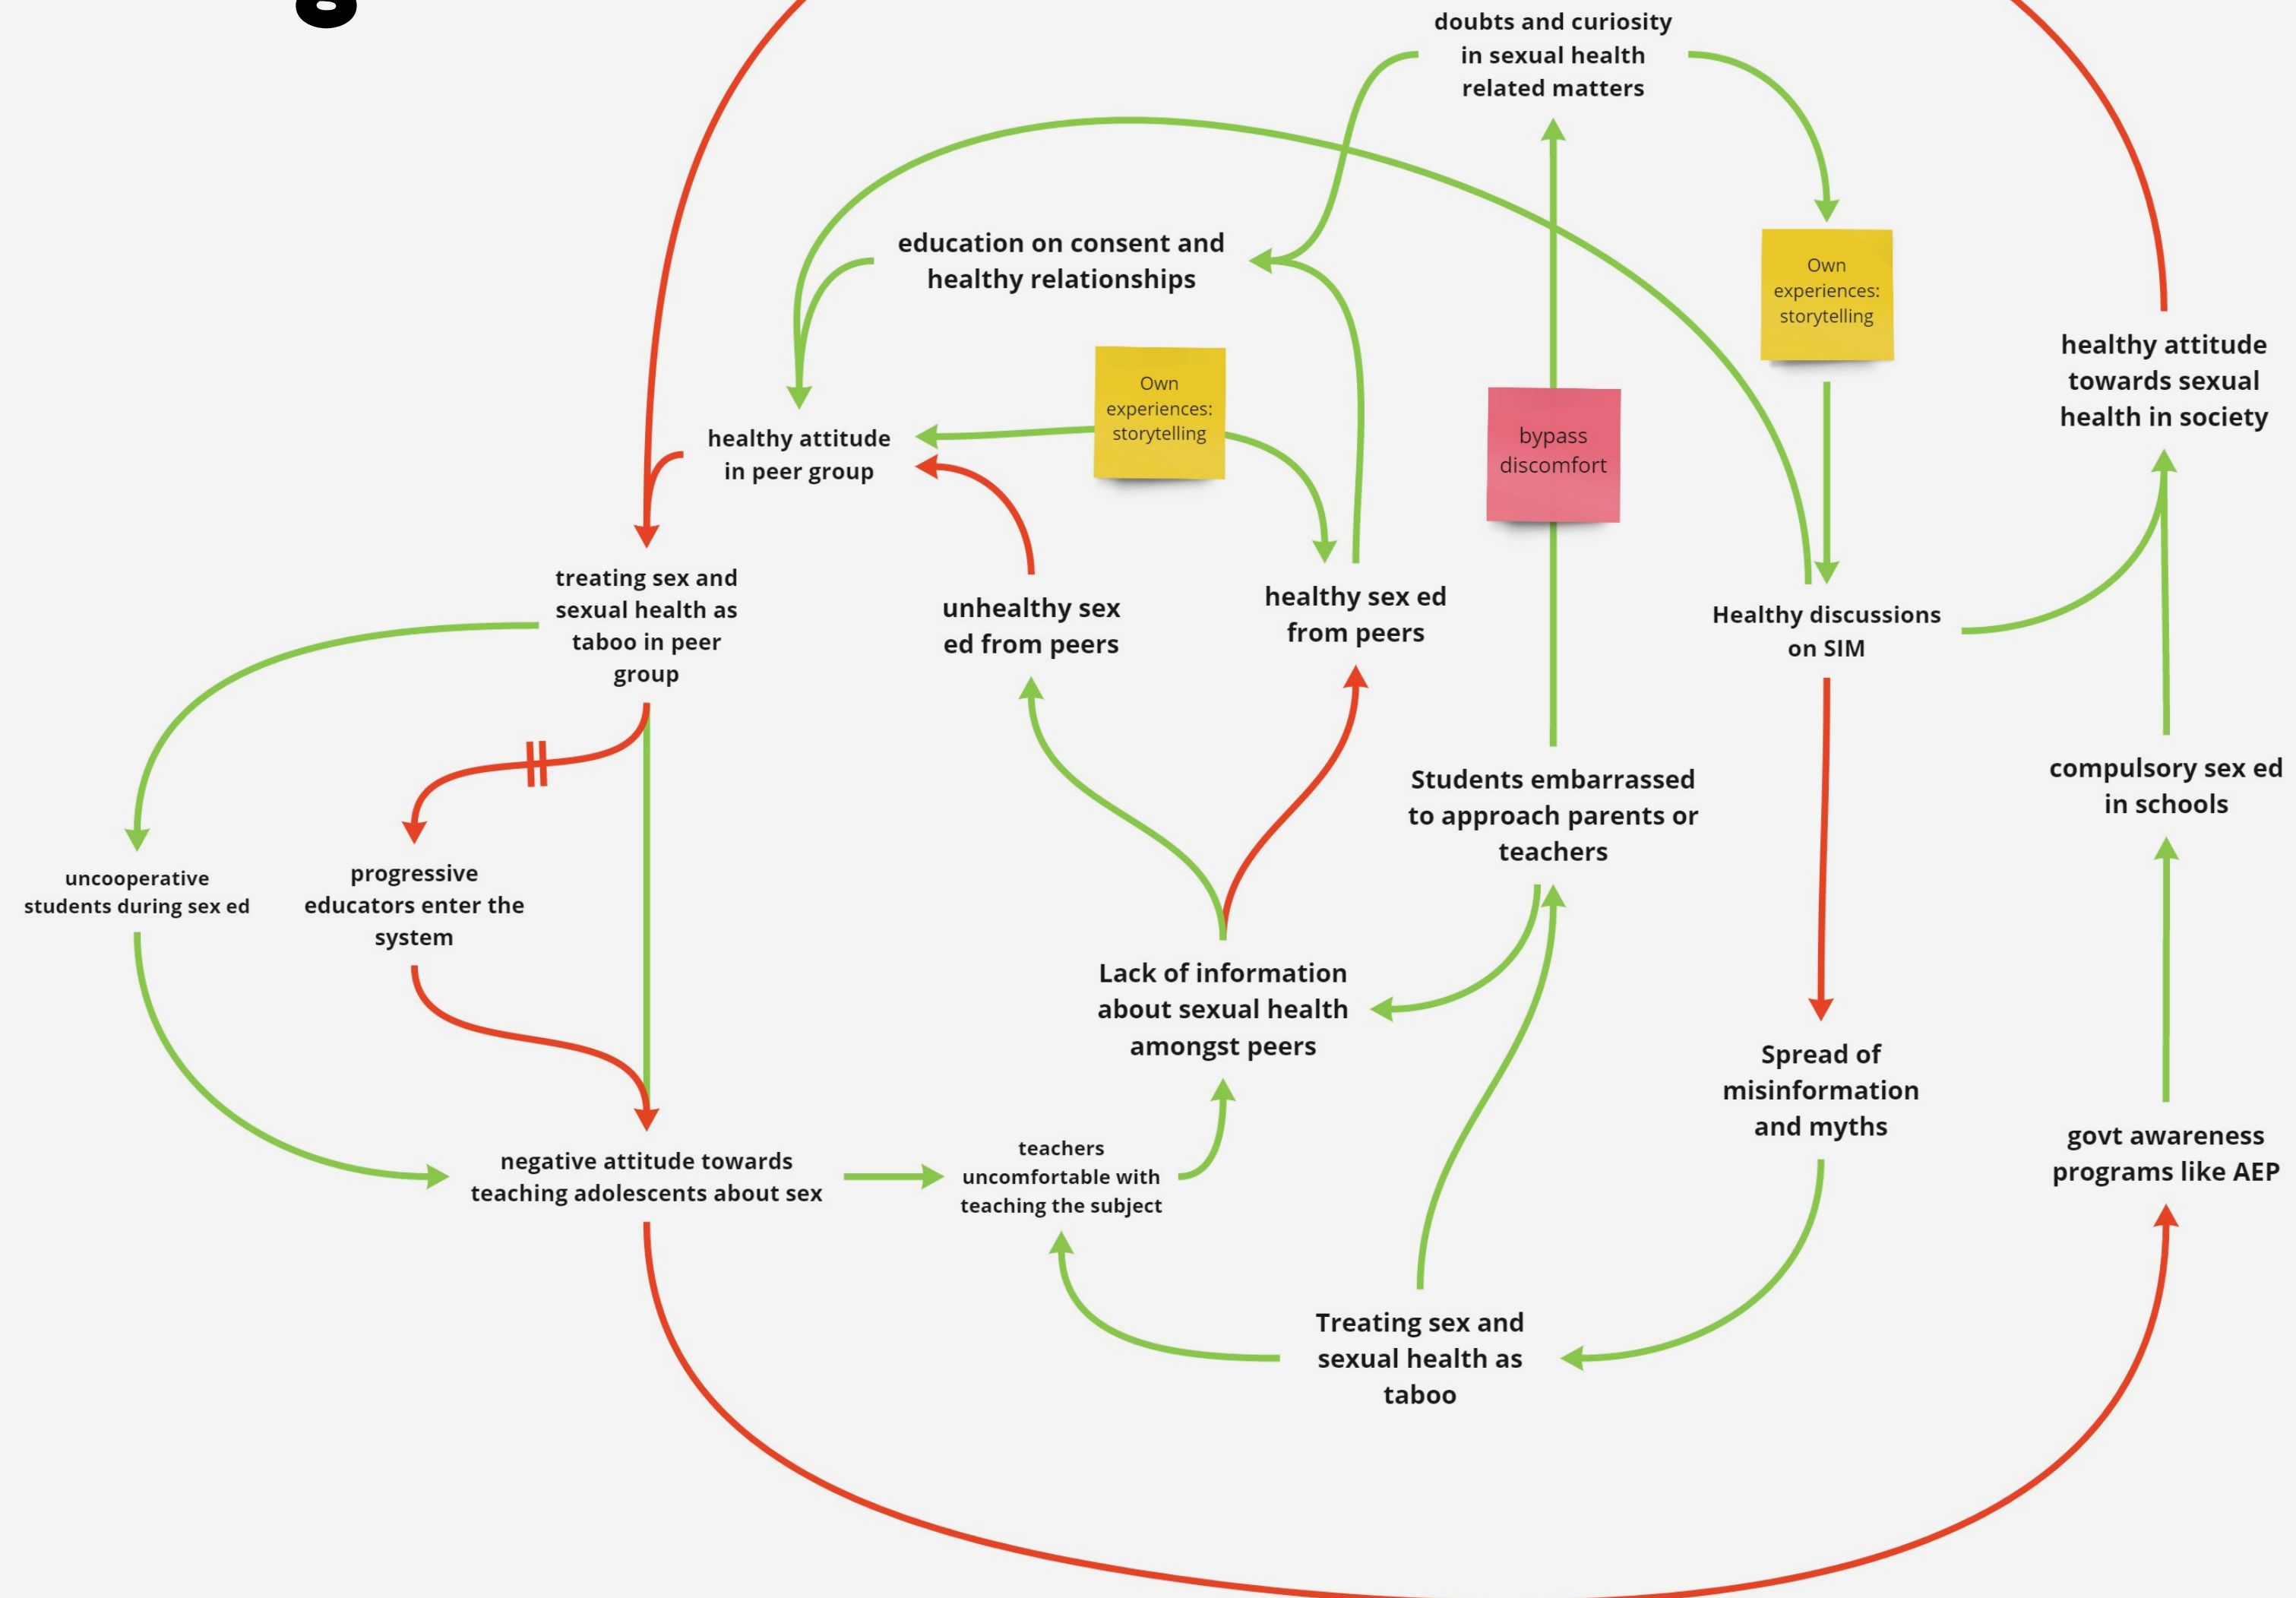 doubts and curiosity
in sexual health
related matters
education on consent and
healthy relationships
Own
experiences:
storytelling
Own
experiences:
storytelling
healthy attitude
towards sexual
health in society
healthy attitude
in peer group
bypass
discomfort
treating sex and
sexual health as
taboo in peer
group
unhealthy sex
ed from peers
healthy sex ed
from peers
Healthy discussions
on SIM
Students embarrassed
to approach parents or
teachers
compulsory sex ed
in schools
uncooperative
students during sex ed
progressive
educators enter the
system
Lack of information
about sexual health
amongst peers
Spread of
misinformation
and myths
negative attitude towards
teaching adolescents about sex
teachers
uncomfortable with
teaching the subject
govt awareness
programs like AEP
Treating sex and
sexual health as
taboo